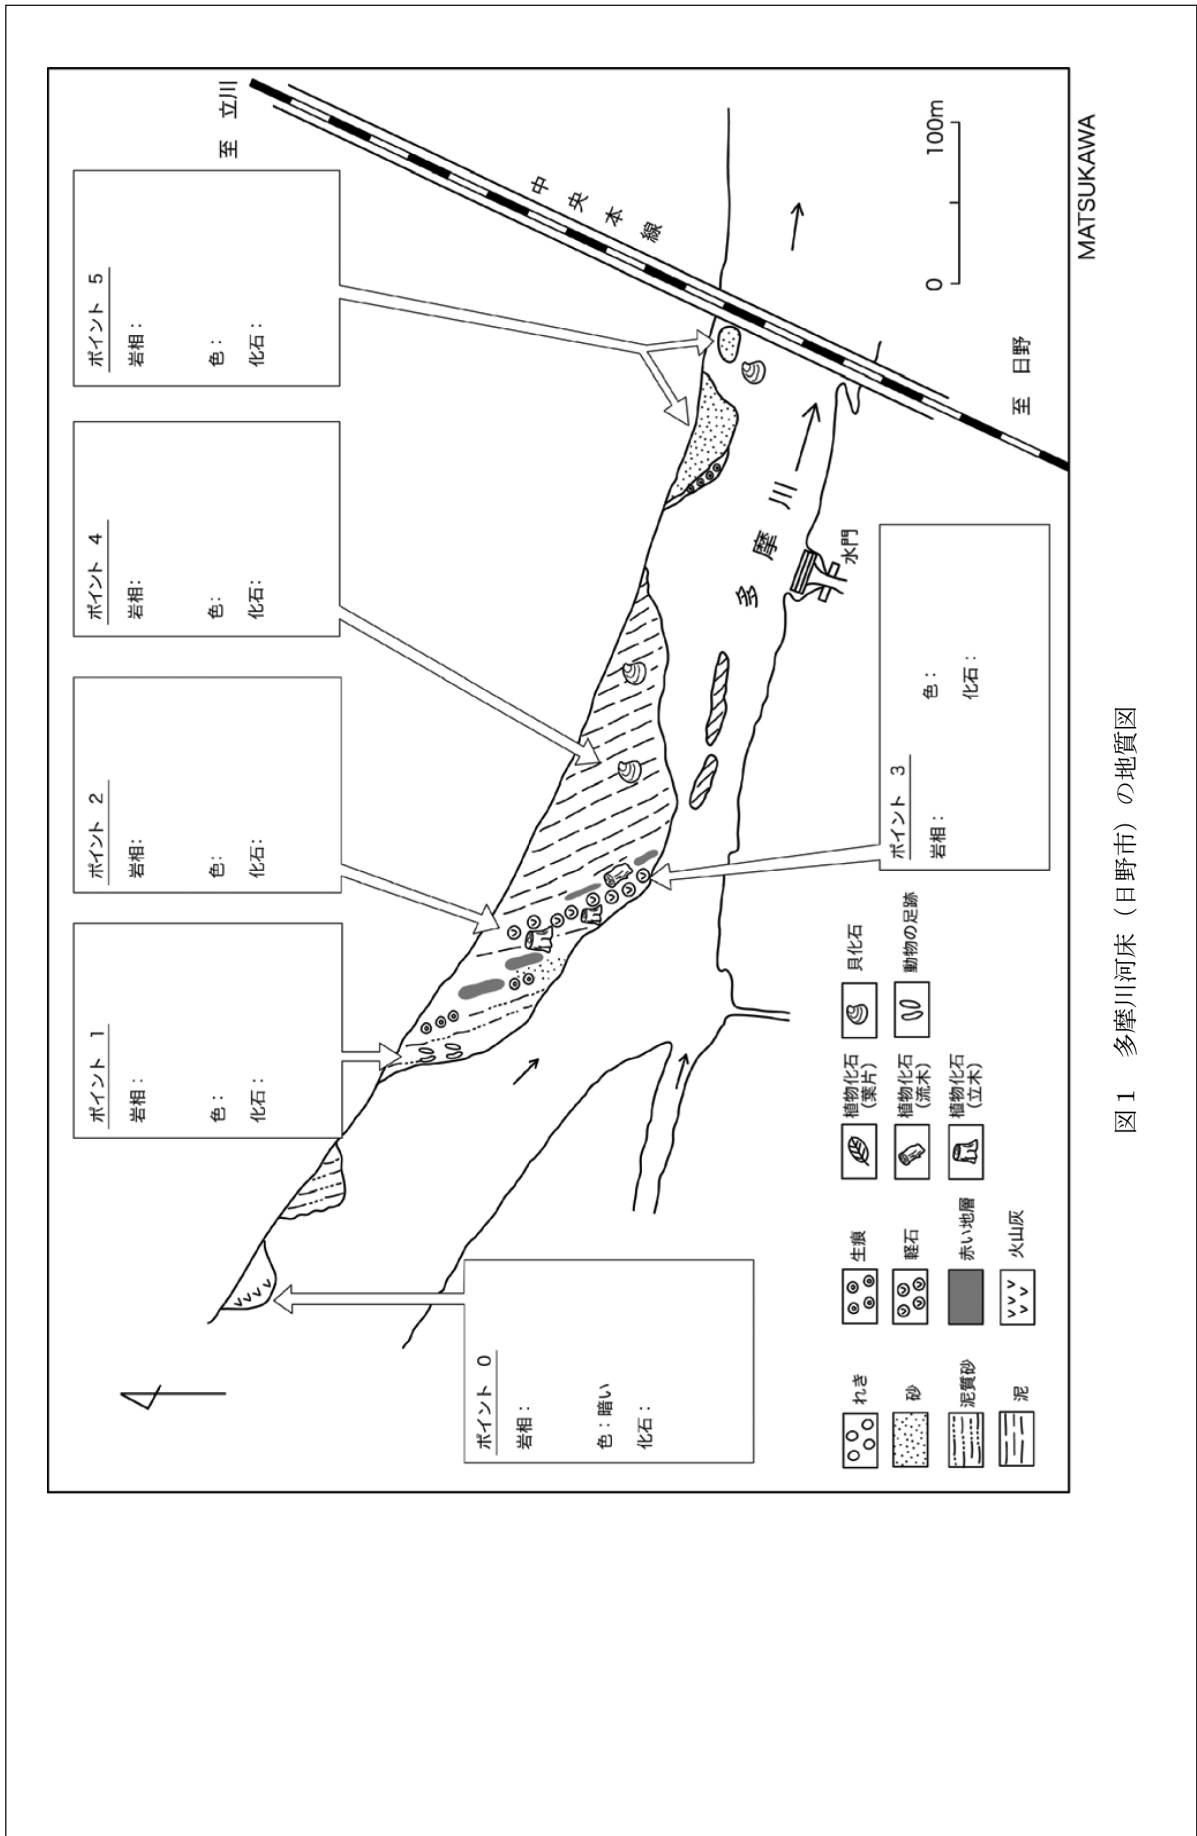 至 立川
中央本線
ポイント 1
岩相：
色：
化石：
ポイント 2
岩相：
色：
化石：
ポイント 4
岩相：
色：
化石：
ポイント 5
岩相：
色：
化石：
ポイント 0
岩相：
色：暗い
化石：
ポイント 3
岩相：
色：
化石：
多摩川
水門
至 日野
0
100m
れき
砂
泥質砂
泥
生痕
軽石
赤い地層
火山灰
植物化石
（葉片）
植物化石
（流木）
植物化石
（立木）
貝化石
動物の足跡
MATSUKAWA
図１ 多摩川河床（日野市）の地質図